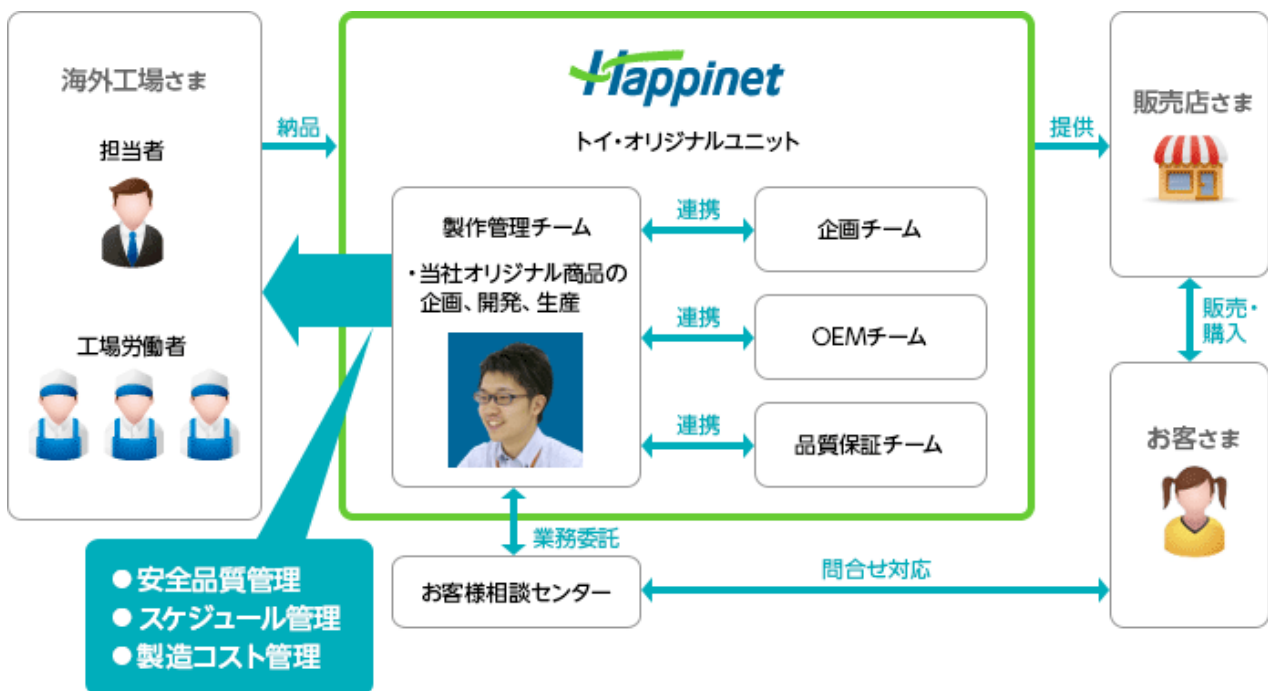 海外工場さま
担当者
工場労働者
納品
Happinet
トイ・オリジナルユニット
製作管理チーム
・当社オリジナル商品の
企画、開発、生産
連携
企画チーム
連携
OEMチーム
連携
品質保証チーム
提供
販売店さま
販売・
購入
お客さま
業務委託
お客様相談センター
問合せ対応
●安全品質管理
●スケジュール管理
●製造コスト管理